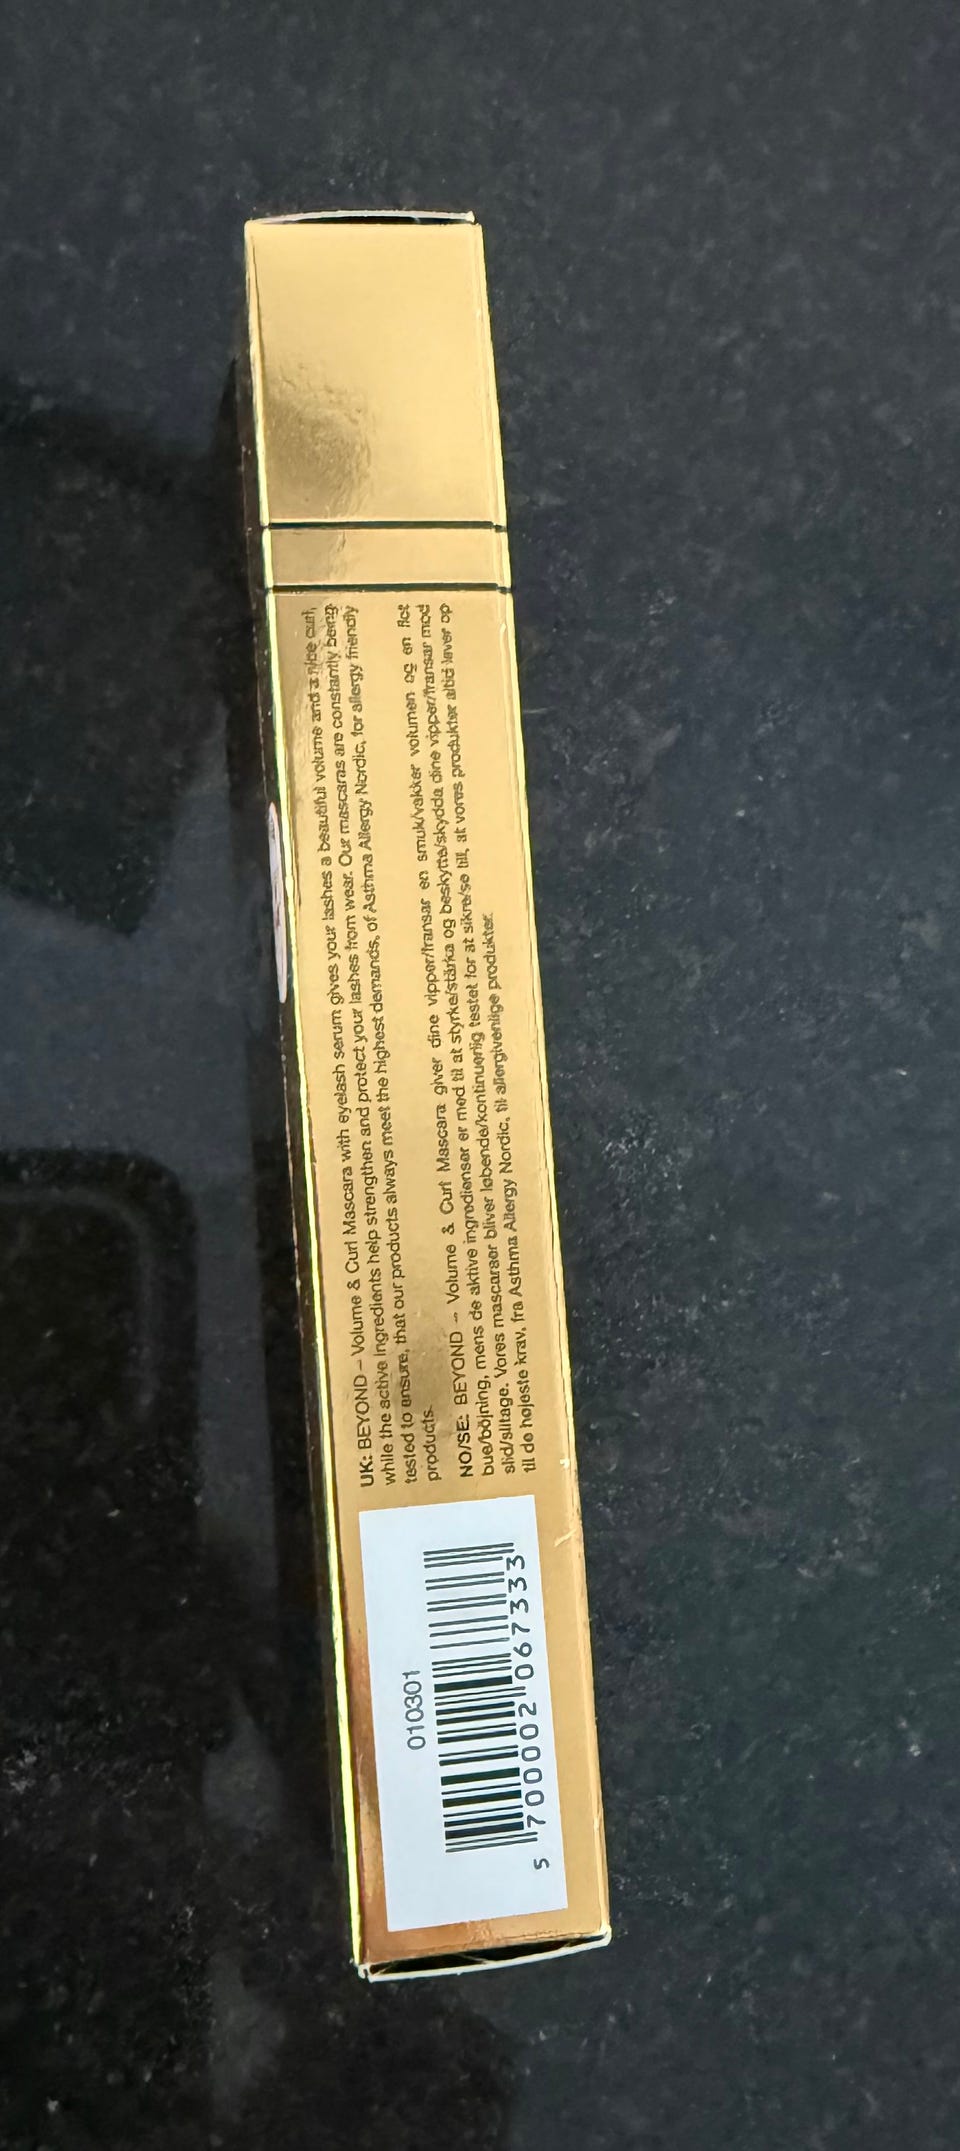 UK: BEYOND – Volume & Curl Mascara with eyelash serum gives your lashes a beautiful volume and a nice curl,
while the active ingredients help strengthen and protect your lashes from wear. Our mascaras are constantly being
tested to ensure, that our products always meet the highest demands, of Asthma Allergy Nordic, for allergy friendly
products.
NO/SE: BEYOND – Volume & Curl Mascara giver dine vipper/fransar en smuk/vakker volumen og en flot
bue/böjning, mens de aktive ingredienser er med til at styrke/stärka og beskytte/skydda dine vipper/fransar mod
slid/slitage. Vores mascaraer bliver løbende/kontinuerlig testet for at sikre/se till, at vores produkter altid lever op
til de højeste krav, fra Asthma Allergy Nordic, til allergivenlige produkter.
010301
5 700002 067333